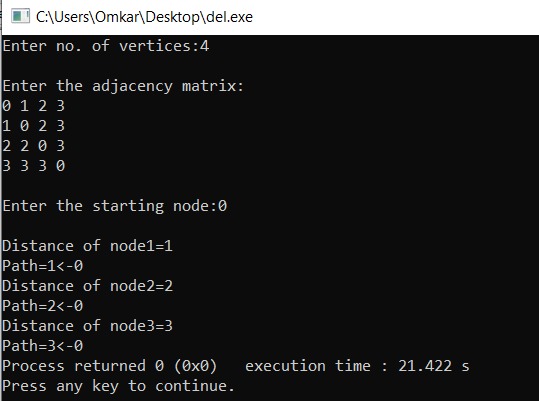 C:\Users\Omkar\Desktop\del.exe
Enter no. of vertices:4
Enter the adjacency matrix:
0 1 2 3
1 0 2 3
2 2 0 3
3 3 3 0
Enter the starting node:0
Distance of node1=1
Path=1<-0
Distance of node2=2
Path=2<-0
Distance of node3=3
Path=3<-0
Process returned 0 (0x0)   execution time : 21.422 s
Press any key to continue.